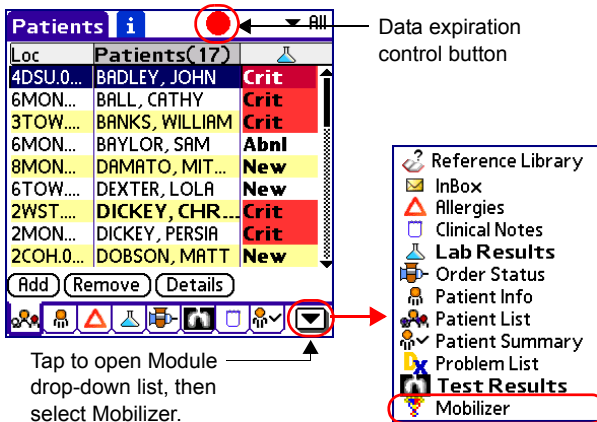 Patients i All
Data expiration
control button
Loc Patients(17)
4DSU.0... BADLEY, JOHN Crit
6MON... BALL, CATHY Crit
3TOW.... BANKS, WILLIAM Crit
6MON... BAYLOR, SAM Abnl
8MON... DAMATO, MIT... New
6TOW... DEXTER, LOLA New
2WST.... DICKEY, CHR... Crit
2MON... DICKEY, PERSIA Crit
2COH.0... DOBSON, MATT New
Add Remove Details
Tap to open Module
drop-down list, then
select Mobilizer.
Reference Library
InBox
Allergies
Clinical Notes
Lab Results
Order Status
Patient Info
Patient List
Patient Summary
Dx Problem List
Test Results
Mobilizer